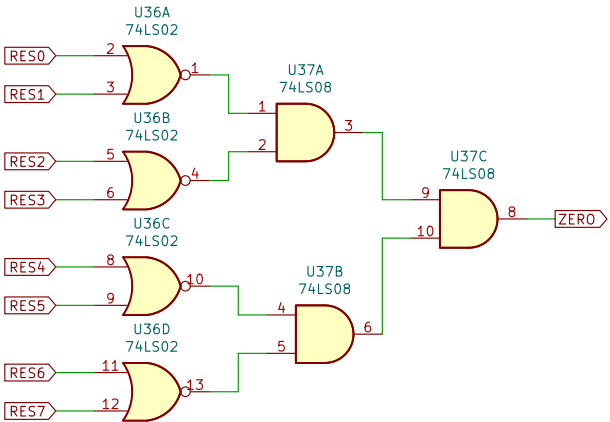 U36A
74LS02
RES0 2
1
RES1 3
U37A
74LS08
1
2
3
U36B
74LS02
RES2 5
4
RES3 6
U37C
74LS08
9
10
8 ZERO
U36C
74LS02
RES4 8
10
RES5 9
U37B
74LS08
4
5
6
U36D
74LS02
RES6 11
13
RES7 12